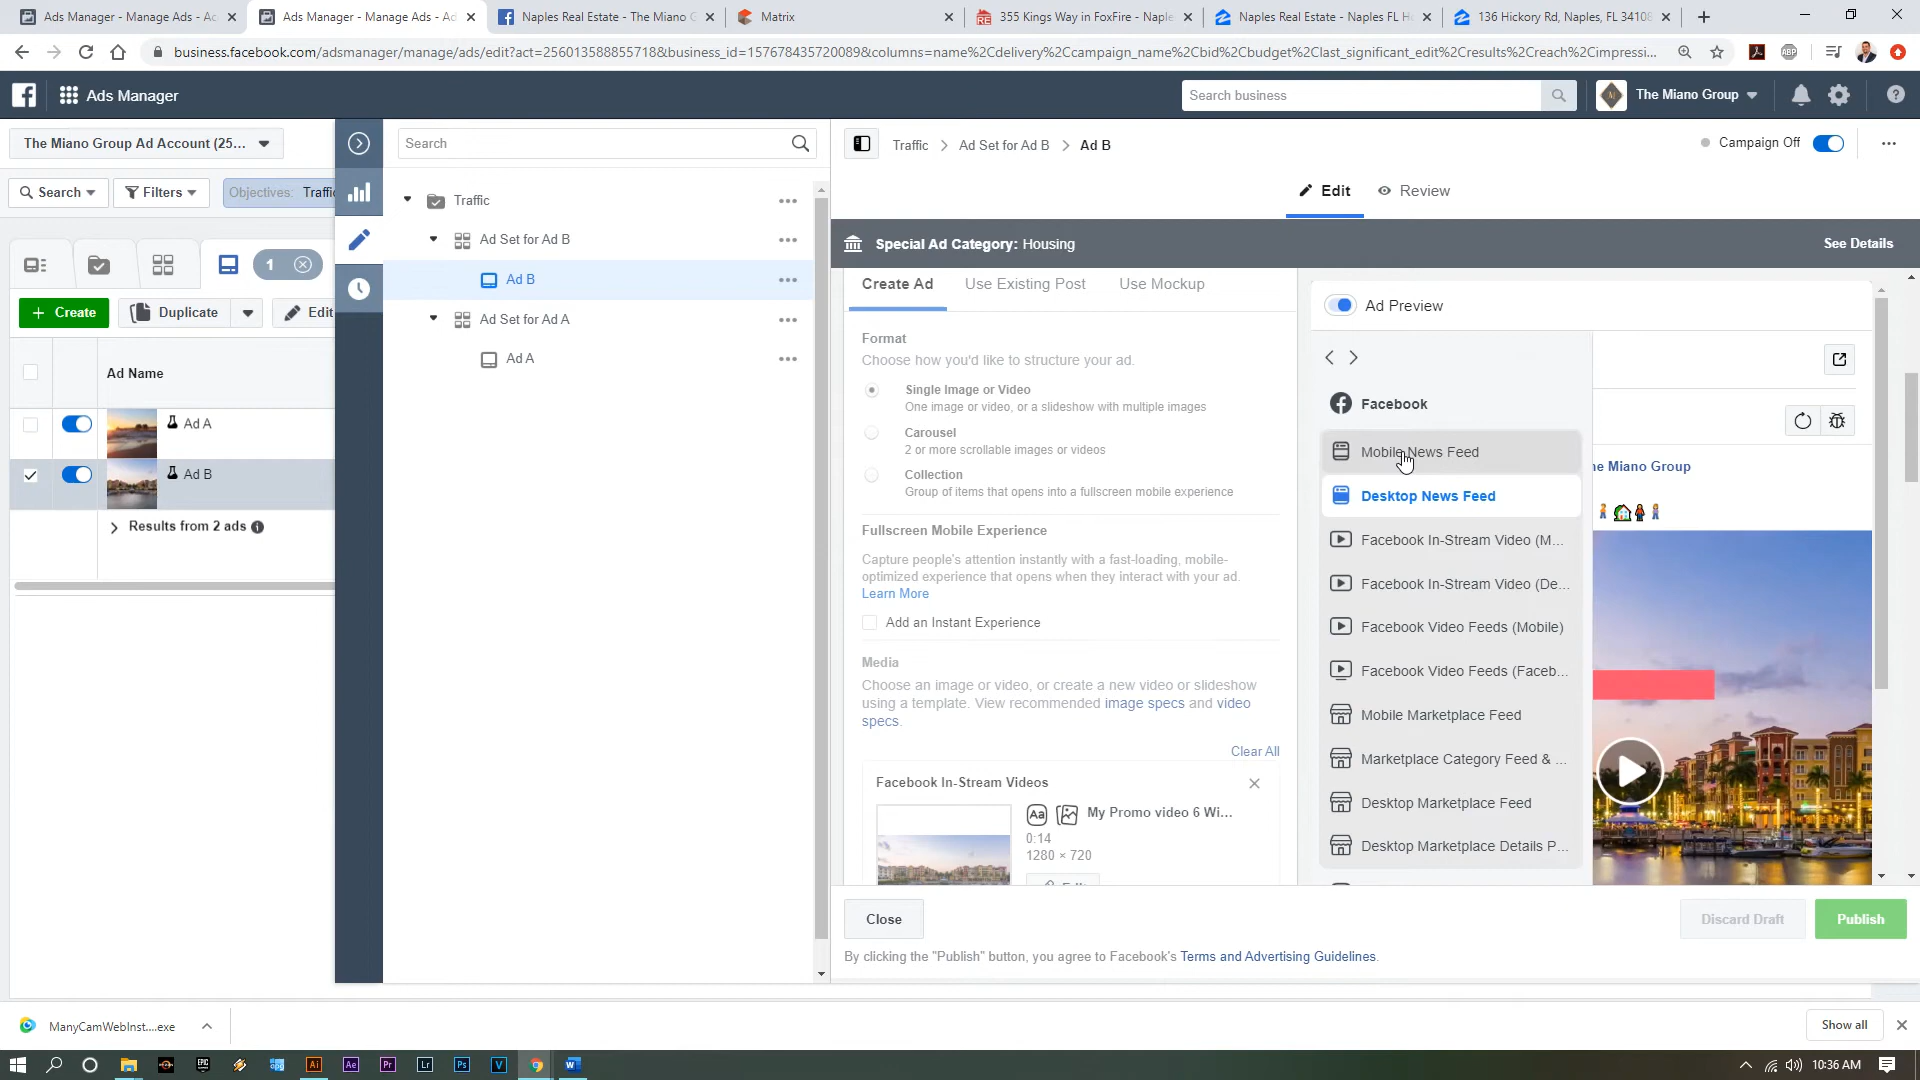 Ads Manager - Manage Ads - Ac
Ads Manager - Manage Ads - Ad
Naples Real Estate - The Miano G
Matrix
355 Kings Way in FoxFire - Naple
Naples Real Estate - Naples FL H
136 Hickory Rd, Naples, FL 34108
business.facebook.com/adsmanager/manage/ads/edit?act=256013588855718&business_id=157678435720089&columns=name%2Cdelivery%2Ccampaign_name%2Cbid%2Cbudget%2Clast_significant_edit%2Cresults%2Creach%2Cimpressi...
ABP
Ads Manager
Search business
The Miano Group
The Miano Group Ad Account (25...
Search
Filters
Objectives: Traffic
1
Create
Duplicate
Edit
Ad Name
Ad A
Ad B
Results from 2 ads
Search
Traffic
Ad Set for Ad B
Ad B
Ad Set for Ad A
Ad A
Traffic > Ad Set for Ad B > Ad B
Campaign Off
Edit
Review
Special Ad Category: Housing
See Details
Create Ad
Use Existing Post
Use Mockup
Format
Choose how you'd like to structure your ad.
Single Image or Video
One image or video, or a slideshow with multiple images
Carousel
2 or more scrollable images or videos
Collection
Group of items that opens into a fullscreen mobile experience
Fullscreen Mobile Experience
Capture people's attention instantly with a fast-loading, mobile-
optimized experience that opens when they interact with your ad.
Learn More
Add an Instant Experience
Media
Choose an image or video, or create a new video or slideshow
using a template. View recommended image specs and video
specs.
Clear All
Facebook In-Stream Videos
Aa
My Promo video 6 Wi...
0:14
1280 × 720
Ad Preview
Facebook
Mobile News Feed
Desktop News Feed
Facebook In-Stream Video (M...
Facebook In-Stream Video (De...
Facebook Video Feeds (Mobile)
Facebook Video Feeds (Faceb...
Mobile Marketplace Feed
Marketplace Category Feed & ...
Desktop Marketplace Feed
Desktop Marketplace Details P...
he Miano Group
Close
Discard Draft
Publish
By clicking the "Publish" button, you agree to Facebook's Terms and Advertising Guidelines.
ManyCamWebInst....exe
Show all
EPIC
Ai
Ae
Pr
Lr
Ps
V
10:36 AM